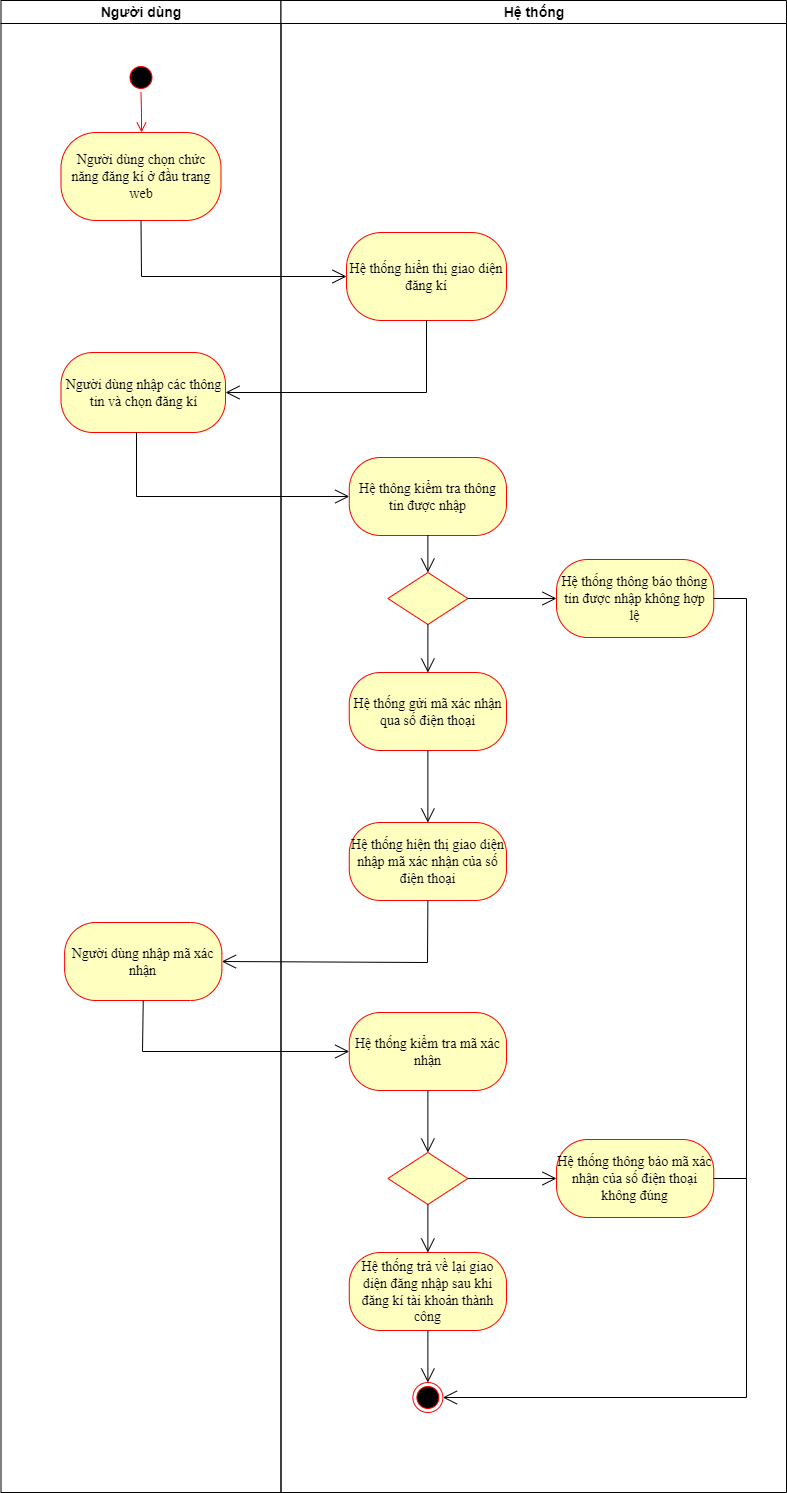 Người dùng
Hệ thống
Người dùng chọn chức
năng đăng kí ở đầu trang
web
Hệ thống hiển thị giao diện
đăng kí
Người dùng nhập các thông
tin và chọn đăng kí
Hệ thông kiểm tra thông
tin được nhập
Hệ thống thông báo thông
tin được nhập không hợp
lệ
Hệ thống gửi mã xác nhận
qua số điện thoại
Hệ thống hiện thị giao diện
nhập mã xác nhận của số
điện thoại
Người dùng nhập mã xác
nhận
Hệ thống kiểm tra mã xác
nhận
Hệ thống thông báo mã xác
nhận của số điện thoại
không đúng
Hệ thống trả về lại giao
diện đăng nhập sau khi
đăng kí tài khoản thành
công